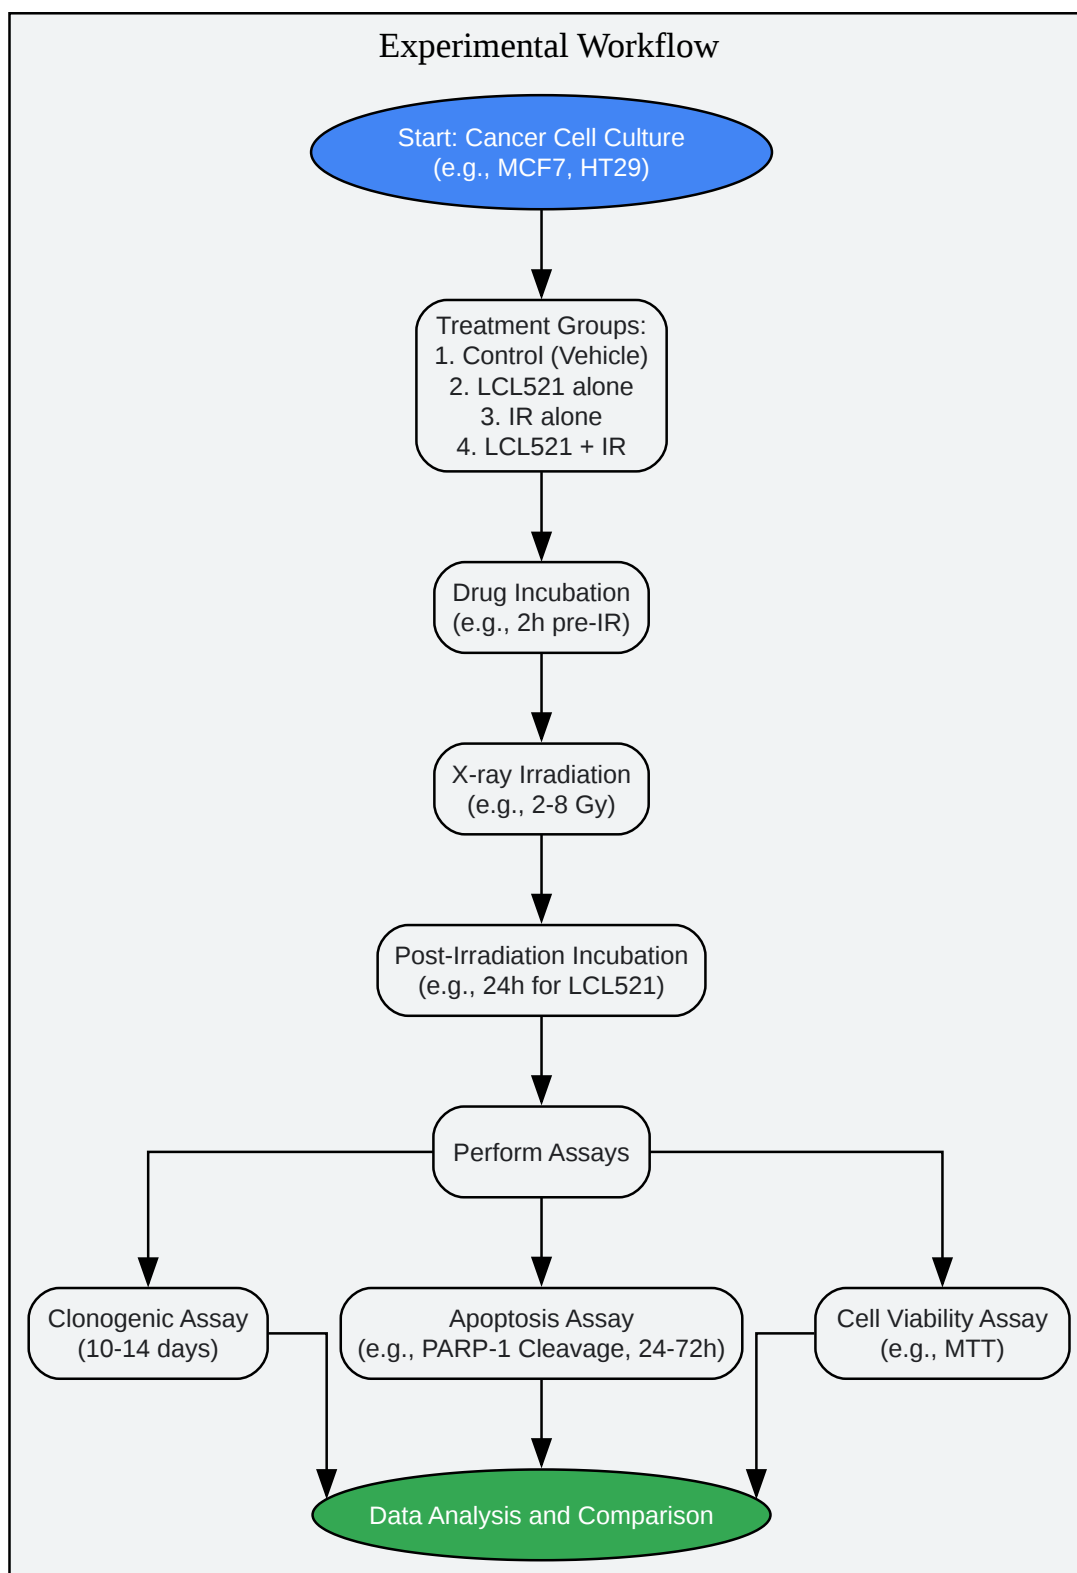 Experimental Workflow
Start: Cancer Cell Culture
(e.g., MCF7, HT29)
Treatment Groups:
1. Control (Vehicle)
2. LCL521 alone
3. IR alone
4. LCL521 + IR
Drug Incubation
(e.g., 2h pre-IR)
X-ray Irradiation
(e.g., 2-8 Gy)
Post-Irradiation Incubation
(e.g., 24h for LCL521)
Perform Assays
Clonogenic Assay
(10-14 days)
Apoptosis Assay
(e.g., PARP-1 Cleavage, 24-72h)
Cell Viability Assay
(e.g., MTT)
Data Analysis and Comparison